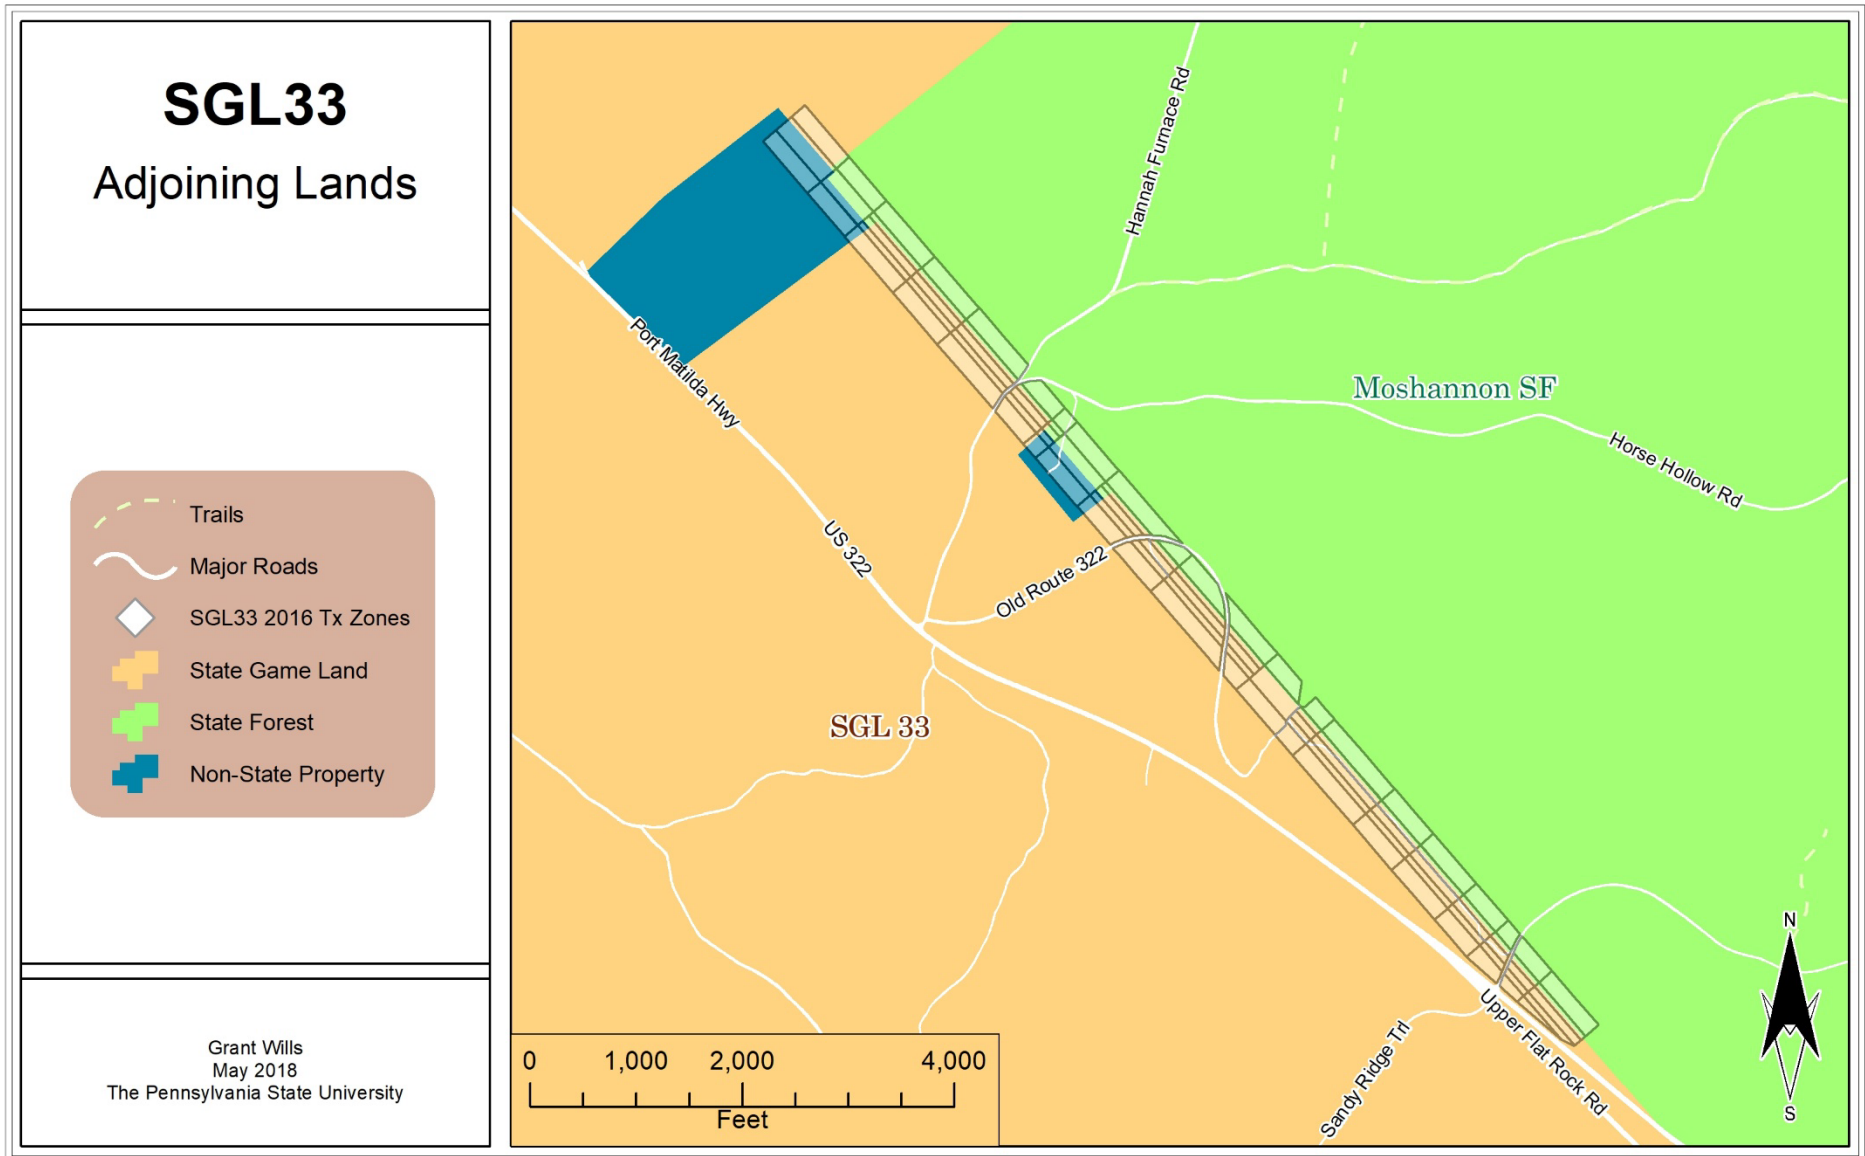 SGL33
Adjoining Lands
Trails
Major Roads
SGL33 2016 Tx Zones
State Game Land
State Forest
Non-State Property
Grant Wills
May 2018
The Pennsylvania State University
Hannah Furnace Rd
Port Matilda Hwy
Moshannon SF
Horse Hollow Rd
US 322
Old Route 322
SGL 33
Upper Flat Rock Rd
Sandy Ridge Trl
N
S
0 1,000 2,000 4,000
Feet